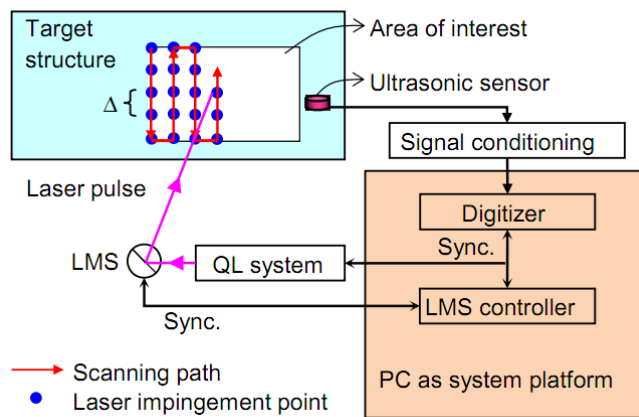 Target
structure
Area of interest
Ultrasonic sensor
Δ
Signal conditioning
Laser pulse
Digitizer
Sync.
LMS
QL system
LMS controller
Sync.
Scanning path
Laser impingement point
PC as system platform